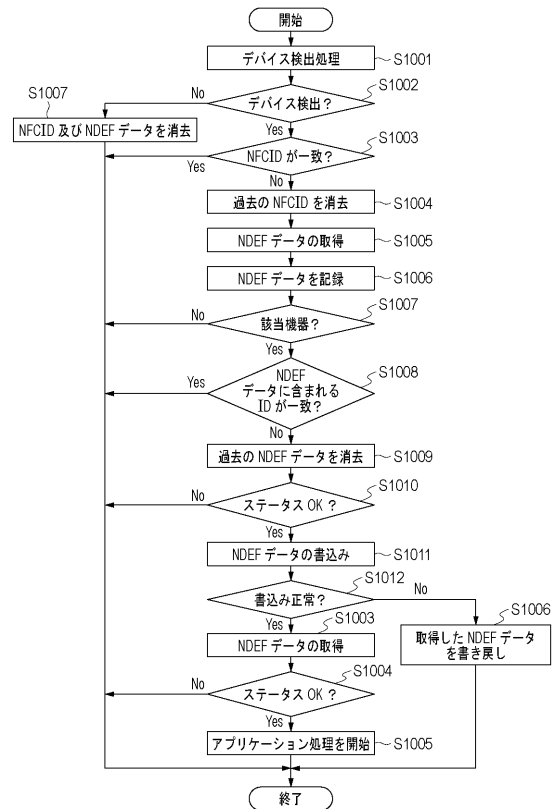 開始
デバイス検出処理
S1001
S1002
デバイス検出?
No
Yes
S1007
NFCID 及び NDEF データを消去
S1003
NFCID が一致?
Yes
No
過去の NFCID を消去
S1004
NDEF データの取得
S1005
NDEF データを記録
S1006
S1007
該当機器?
No
Yes
S1008
NDEF
データに含まれる
ID が一致?
Yes
No
過去の NDEF データを消去
S1009
S1010
ステータス OK ?
No
Yes
NDEF データの書込み
S1011
S1012
書込み正常?
No
Yes
S1003
NDEF データの取得
S1006
取得した NDEF データ
を書き戻し
S1004
ステータス OK ?
No
Yes
アプリケーション処理を開始
S1005
終了